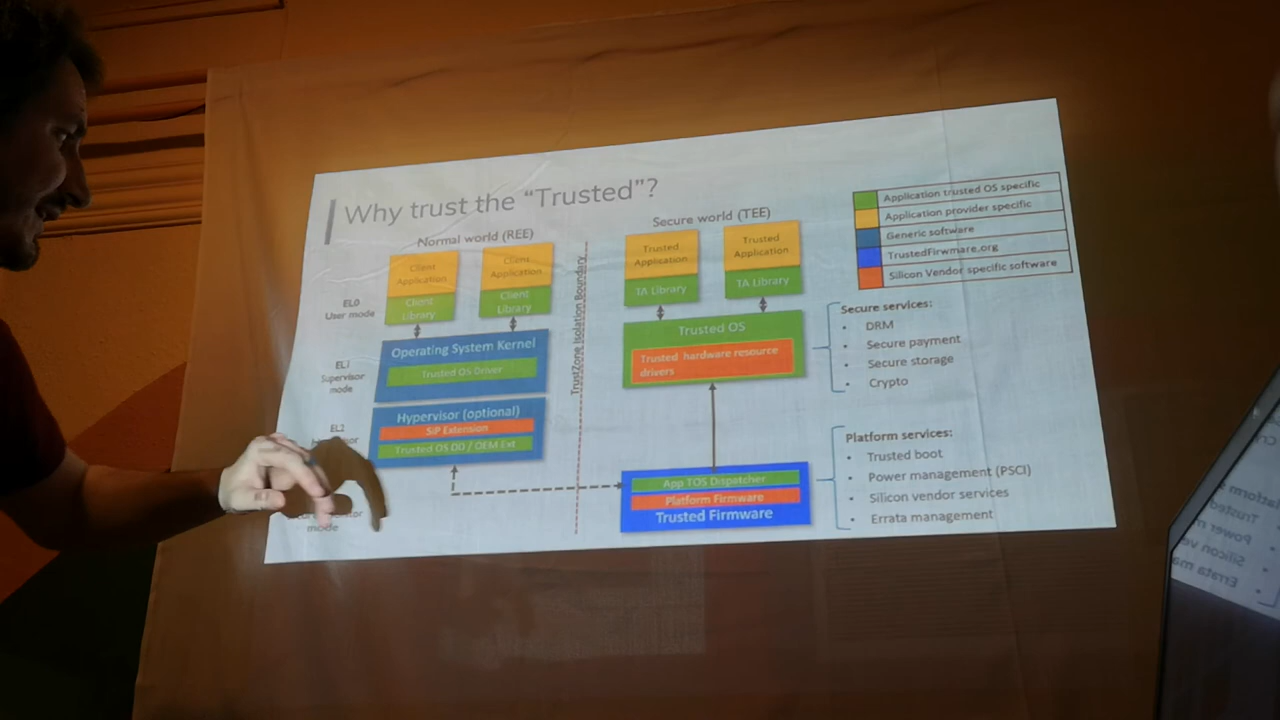 Why trust the "Trusted"?
Normal world (REE)
Client
Application
Client
Library
Client
Application
Client
Library
EL0
User mode
EL1
Supervisor
mode
Operating System Kernel
Trusted OS Driver
EL2
Hypervisor (optional)
SiP Extension
Trusted OS DD / OEM Ext
mode
TrustZone Isolation Boundary
Secure world (TEE)
Trusted
Application
TA Library
Trusted
Application
TA Library
Trusted OS
Trusted hardware resource
drivers
App TOS Dispatcher
Platform Firmware
Trusted Firmware
Application trusted OS specific
Application provider specific
Generic software
TrustedFirwmare.org
Silicon Vendor specific software
Secure services:
• DRM
• Secure payment
• Secure storage
• Crypto
Platform services:
• Trusted boot
• Power management (PSCI)
• Silicon vendor services
• Errata management